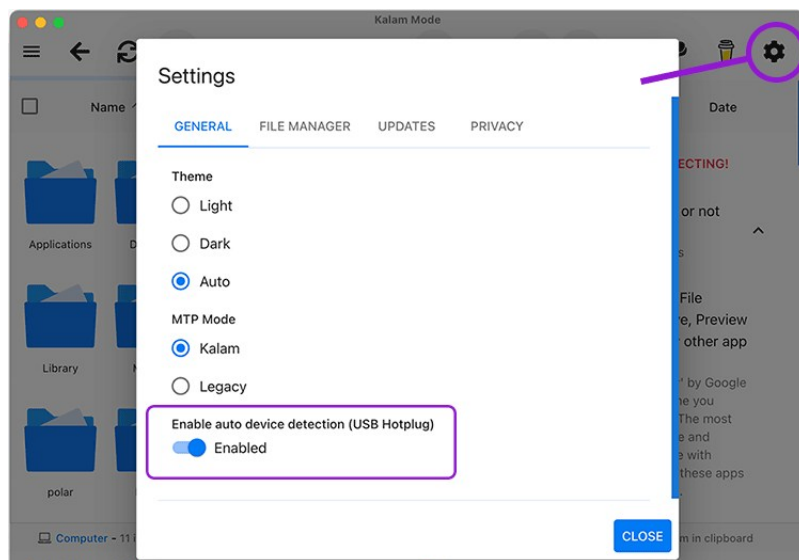 Kalam Mode
Settings
Name
Date
GENERAL FILE MANAGER UPDATES PRIVACY
ECTING!
Theme
Light
or not
Applications
D
Dark
s
Auto
File
MTP Mode
e, Preview
Kalam
other app
Library
Legacy
' by Google
ne you
Enable auto device detection (USB Hotplug)
The most
Enabled
e and
e with
these apps
polar
Computer - 11 i
CLOSE
m in clipboard